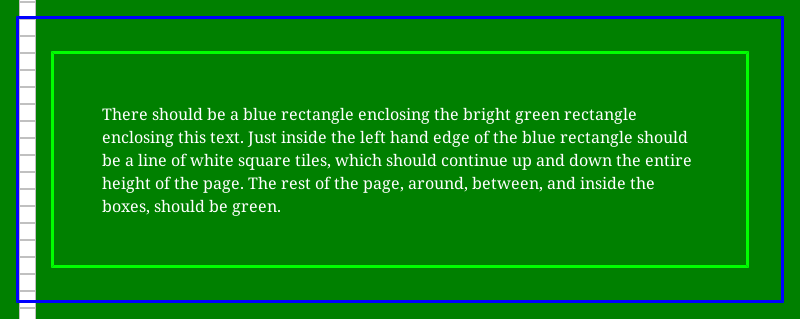 There should be a blue rectangle enclosing the bright green rectangle
enclosing this text. Just inside the left hand edge of the blue rectangle should
be a line of white square tiles, which should continue up and down the entire
height of the page. The rest of the page, around, between, and inside the
boxes, should be green.